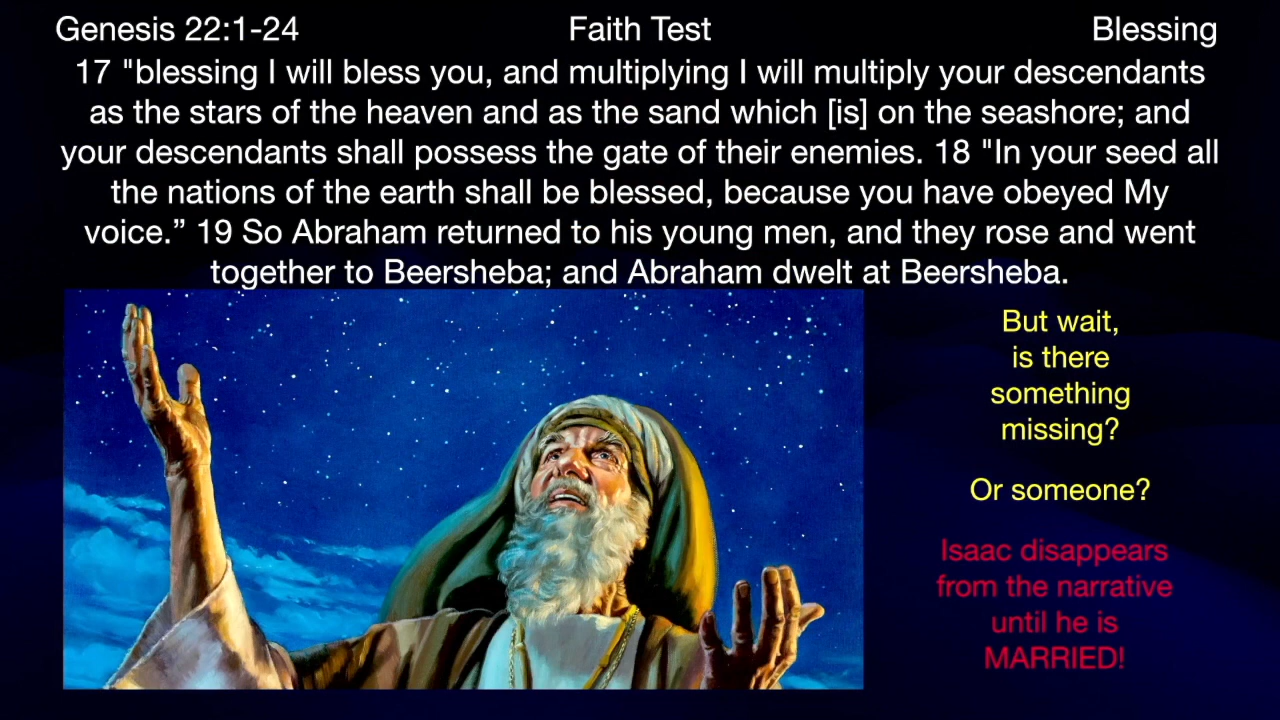 Genesis 22:1-24 Faith Test Blessing
17 "blessing I will bless you, and multiplying I will multiply your descendants
as the stars of the heaven and as the sand which [is] on the seashore; and
your descendants shall possess the gate of their enemies. 18 "In your seed all
the nations of the earth shall be blessed, because you have obeyed My
voice.” 19 So Abraham returned to his young men, and they rose and went
together to Beersheba; and Abraham dwelt at Beersheba.
But wait,
is there
something
missing?
Or someone?
Isaac disappears
from the narrative
until he is
MARRIED!